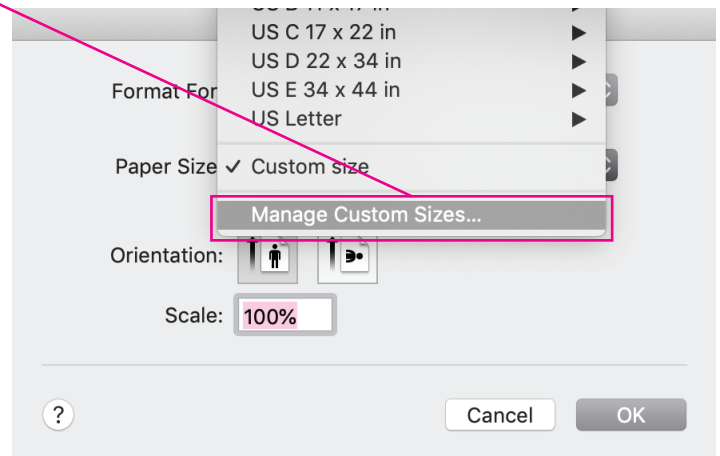 US C 17 x 22 in
US D 22 x 34 in
Format For
US E 34 x 44 in
US Letter
Paper Size ✓ Custom size
Manage Custom Sizes...
Orientation:
Scale: 100%
? Cancel OK